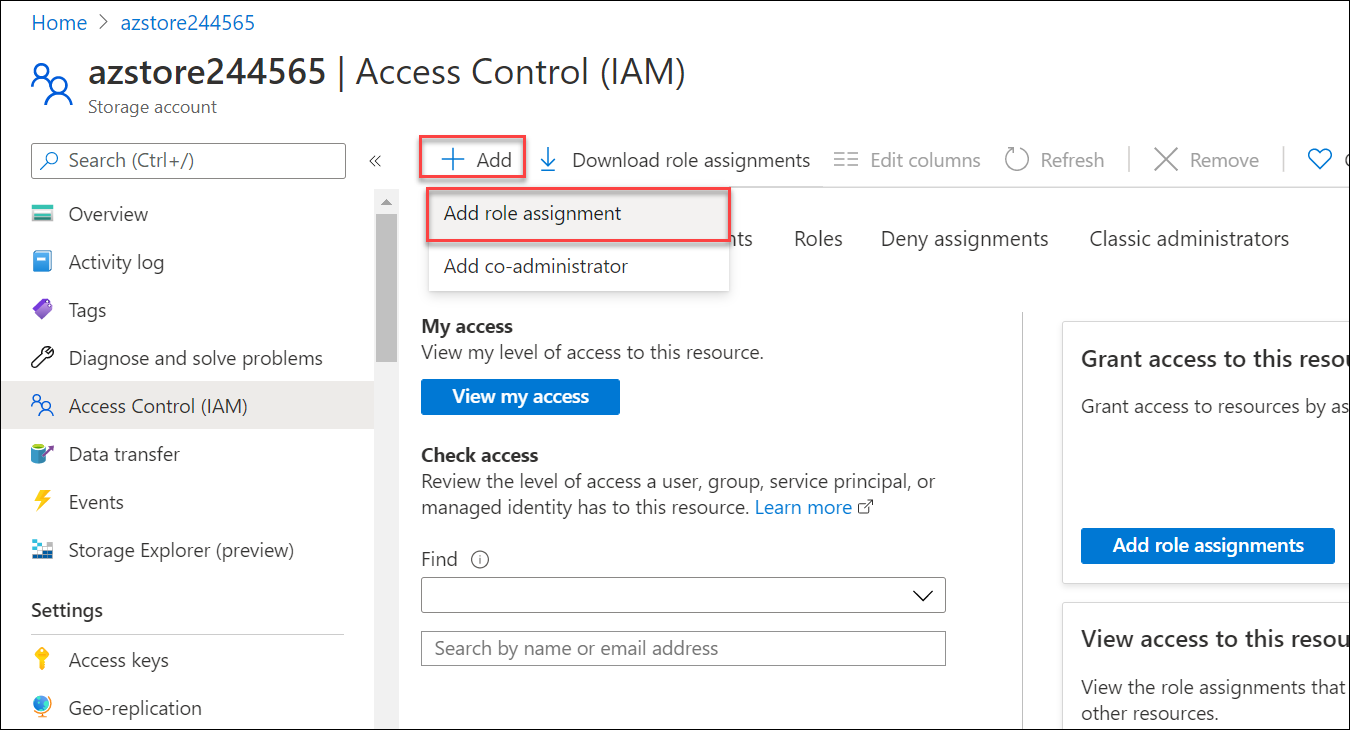 Home > azstore244565
azstore244565 | Access Control (IAM)
Storage account
Search (Ctrl+/)
«
Add
Download role assignments
Edit columns
Refresh
Remove
Add role assignment
Add co-administrator
nts
Roles
Deny assignments
Classic administrators
Overview
Activity log
Tags
Diagnose and solve problems
Access Control (IAM)
Data transfer
Events
Storage Explorer (preview)
Settings
Access keys
Geo-replication
My access
View my level of access to this resource.
View my access
Check access
Review the level of access a user, group, service principal, or
managed identity has to this resource. Learn more
Find
Search by name or email address
Grant access to this resou
Grant access to resources by as
Add role assignments
View access to this resou
View the role assignments that
other resources.